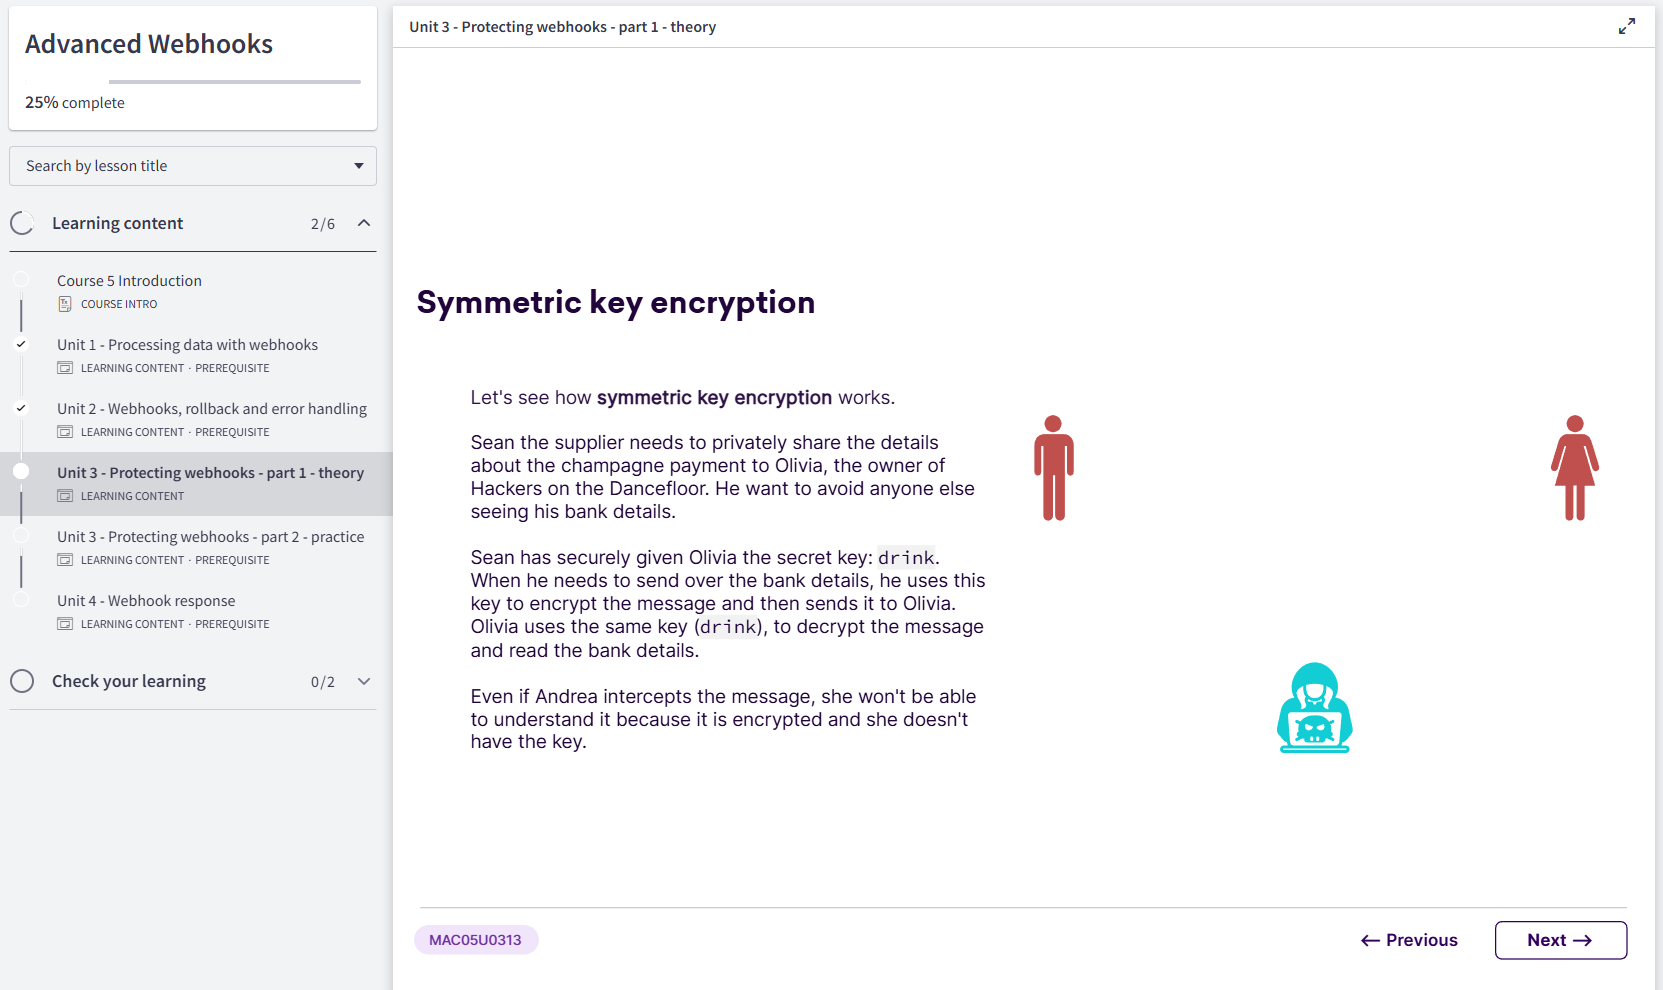 Advanced Webhooks
25% complete
Search by lesson title
Learning content 2/6
Course 5 Introduction
COURSE INTRO
Unit 1 - Processing data with webhooks
LEARNING CONTENT · PREREQUISITE
Unit 2 - Webhooks, rollback and error handling
LEARNING CONTENT · PREREQUISITE
Unit 3 - Protecting webhooks - part 1 - theory
LEARNING CONTENT
Unit 3 - Protecting webhooks - part 2 - practice
LEARNING CONTENT · PREREQUISITE
Unit 4 - Webhook response
LEARNING CONTENT · PREREQUISITE
Check your learning 0/2
Unit 3 - Protecting webhooks - part 1 - theory
Symmetric key encryption
Let's see how symmetric key encryption works.
Sean the supplier needs to privately share the details
about the champagne payment to Olivia, the owner of
Hackers on the Dancefloor. He want to avoid anyone else
seeing his bank details.
Sean has securely given Olivia the secret key: drink.
When he needs to send over the bank details, he uses this
key to encrypt the message and then sends it to Olivia.
Olivia uses the same key (drink), to decrypt the message
and read the bank details.
Even if Andrea intercepts the message, she won't be able
to understand it because it is encrypted and she doesn't
have the key.
MAC05U0313
← Previous
Next →